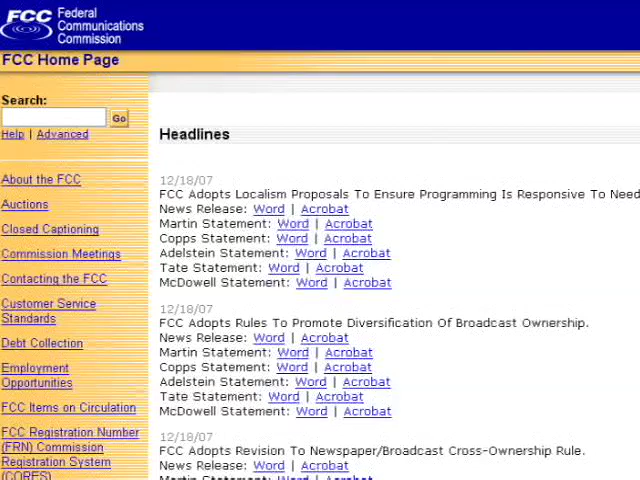 FCC Federal
Communications
Commission
FCC Home Page
Search:
Go
Help | Advanced
About the FCC
Auctions
Closed Captioning
Commission Meetings
Contacting the FCC
Customer Service
Standards
Debt Collection
Employment
Opportunities
FCC Items on Circulation
FCC Registration Number
(FRN) Commission
Registration System
(CORES)
Headlines
12/18/07
FCC Adopts Localism Proposals To Ensure Programming Is Responsive To Need
News Release: Word | Acrobat
Martin Statement: Word | Acrobat
Copps Statement: Word | Acrobat
Adelstein Statement: Word | Acrobat
Tate Statement: Word | Acrobat
McDowell Statement: Word | Acrobat
12/18/07
FCC Adopts Rules To Promote Diversification Of Broadcast Ownership.
News Release: Word | Acrobat
Martin Statement: Word | Acrobat
Copps Statement: Word | Acrobat
Adelstein Statement: Word | Acrobat
Tate Statement: Word | Acrobat
McDowell Statement: Word | Acrobat
12/18/07
FCC Adopts Revision To Newspaper/Broadcast Cross-Ownership Rule.
News Release: Word | Acrobat
Martin Statement: Word | Acrobat